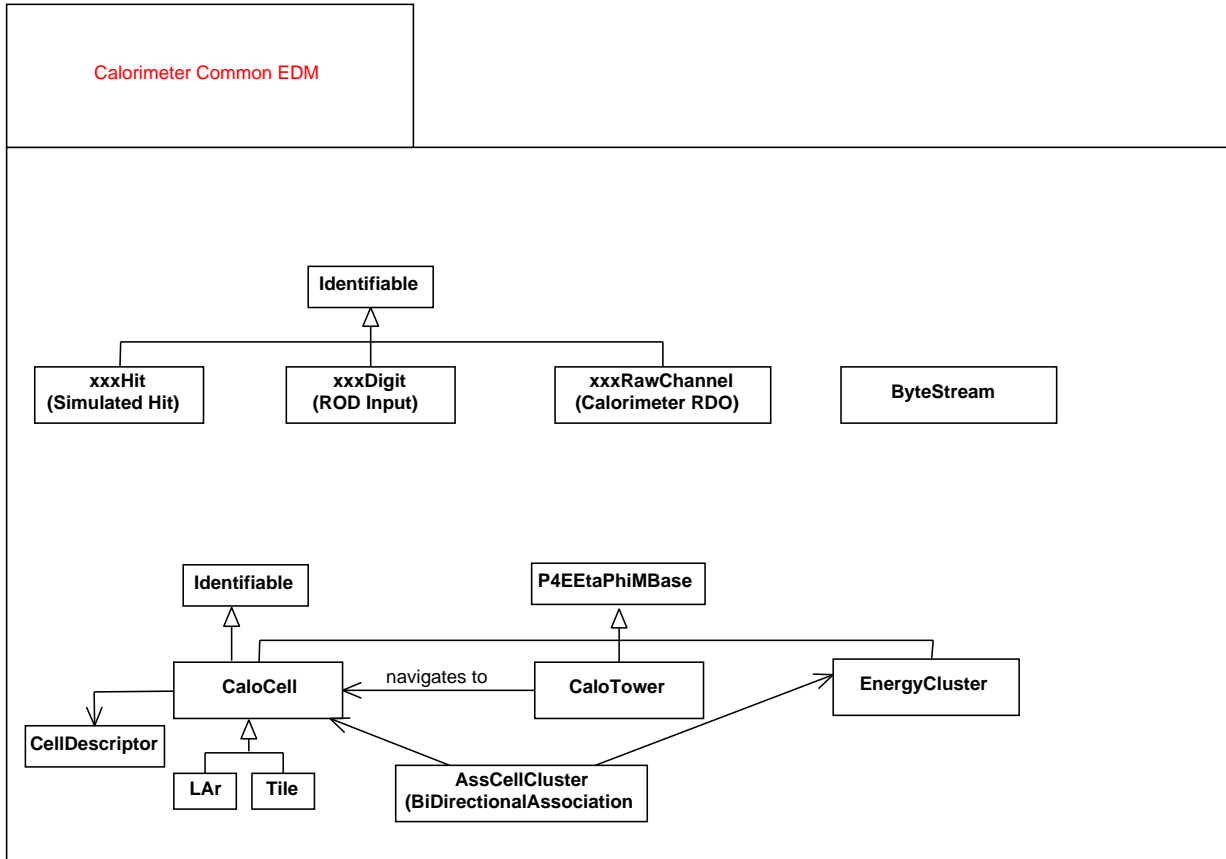 Calorimeter Common EDM
Identifiable
xxxHit
(Simulated Hit)
xxxDigit
(ROD Input)
xxxRawChannel
(Calorimeter RDO)
ByteStream
Identifiable
P4EEtaPhiMBase
CaloCell
navigates to
CaloTower
EnergyCluster
CellDescriptor
LAr
Tile
AssCellCluster
(BiDirectionalAssociation